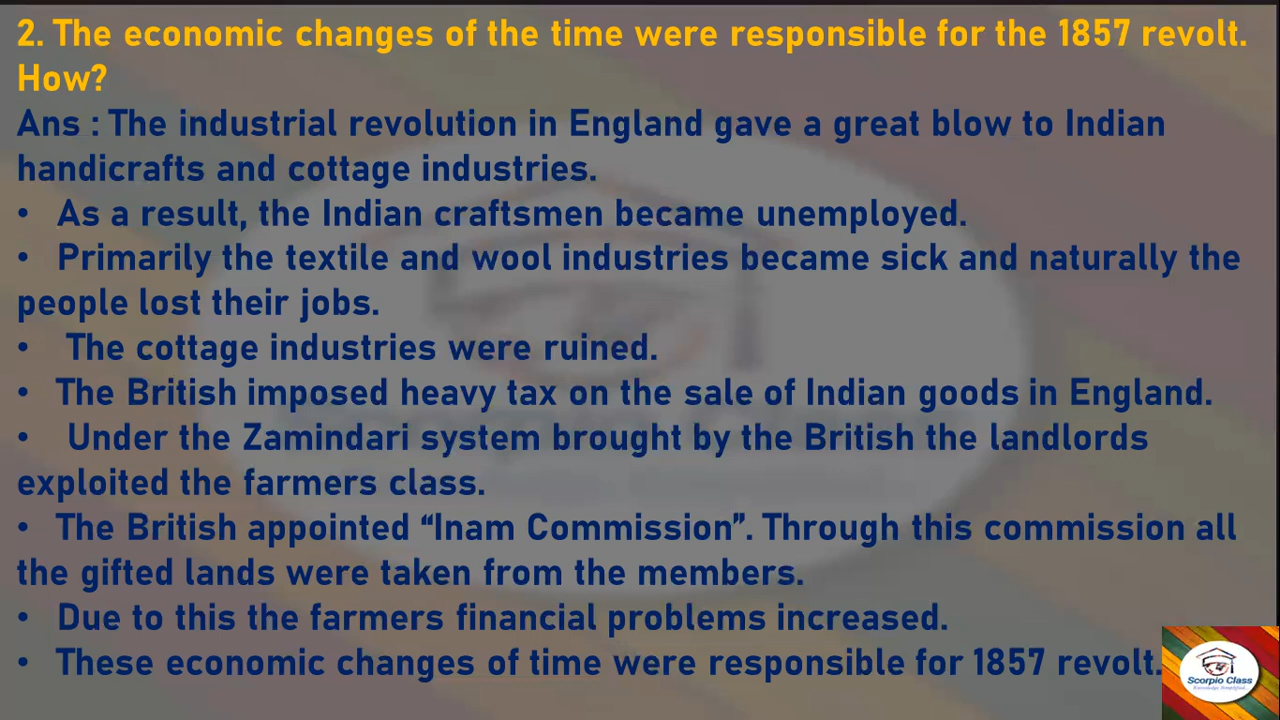 2. The economic changes of the time were responsible for the 1857 revolt.
How?
Ans : The industrial revolution in England gave a great blow to Indian
handicrafts and cottage industries.
• As a result, the Indian craftsmen became unemployed.
• Primarily the textile and wool industries became sick and naturally the
people lost their jobs.
• The cottage industries were ruined.
• The British imposed heavy tax on the sale of Indian goods in England.
• Under the Zamindari system brought by the British the landlords
exploited the farmers class.
• The British appointed “Inam Commission”. Through this commission all
the gifted lands were taken from the members.
• Due to this the farmers financial problems increased.
• These economic changes of time were responsible for 1857 revolt.
Scorpio Class
Knowledge Simplified...